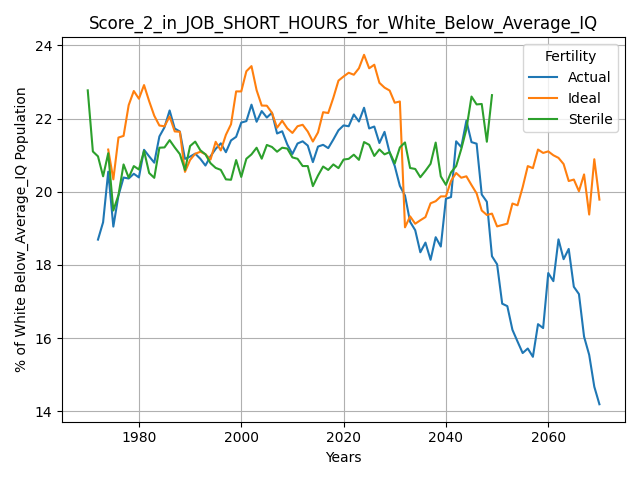 Score_2_in_JOB_SHORT_HOURS_for_White_Below_Average_IQ
Fertility
Actual
Ideal
Sterile
% of White Below_Average_IQ Population
24
22
20
18
16
14
1980
2000
2020
2040
2060
Years